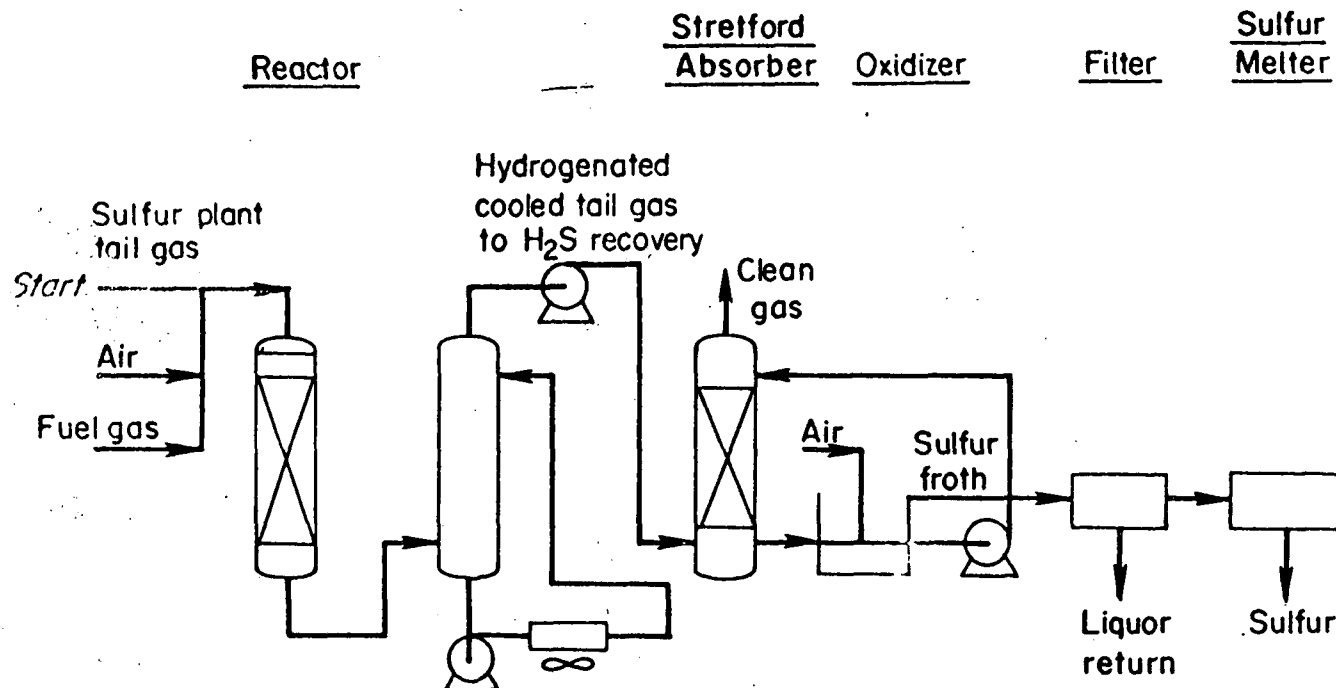 Reactor
Stretford
Absorber
Oxidizer
Filter
Sulfur
Melter
Sulfur plant
tail gas
Start
Air
Fuel gas
Hydrogenated
cooled tail gas
to H₂S recovery
Clean
gas
Air
Sulfur
froth
Liquor
return
Sulfur